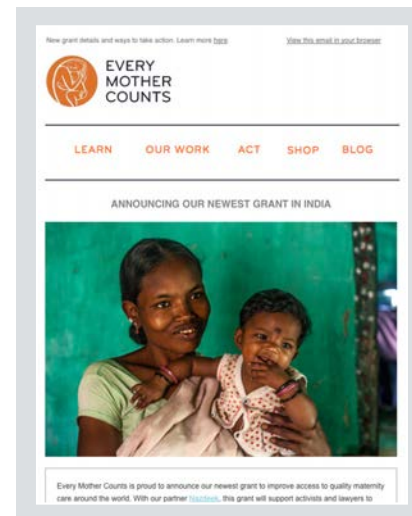 New grant details and ways to take action. Learn more here
View this email in your browser
EVERY
MOTHER
COUNTS
LEARN OUR WORK ACT SHOP BLOG
ANNOUNCING OUR NEWEST GRANT IN INDIA
Every Mother Counts is proud to announce our newest grant to improve access to quality maternity
care around the world. With our partner Nazdeek, this grant will support activists and lawyers to